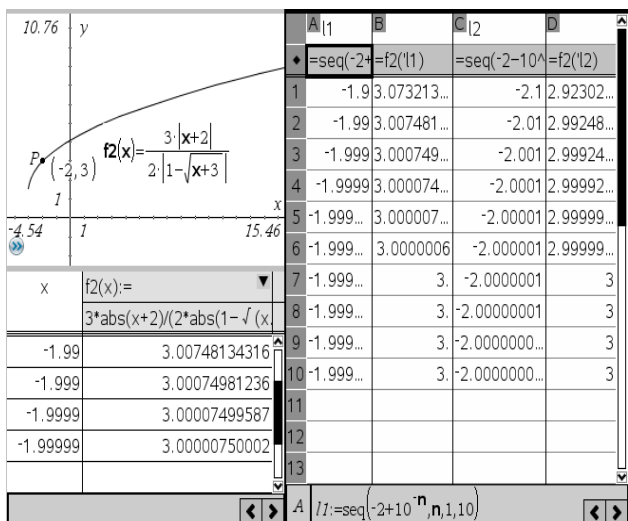 10.76 y
P (-2,3) f2(x)=3·|x+2| / 2·|1-√x+3|
1
x
-4.54 1 15.46
x f2(x):= ▼
3*abs(x+2)/(2*abs(1-√(x.
-1.99 3.00748134316
-1.999 3.00074981236
-1.9999 3.00007499587
-1.99999 3.00000750002
A l1 B C l2 D
◆ =seq(-2+ =f2('l1) =seq(-2-10^ =f2('l2)
1 -1.9 3.073213... -2.1 2.92302...
2 -1.99 3.007481... -2.01 2.99248...
3 -1.999 3.000749... -2.001 2.99924...
4 -1.9999 3.000074... -2.0001 2.99992...
5 -1.999... 3.000007... -2.00001 2.99999...
6 -1.999... 3.0000006 -2.000001 2.99999...
7 -1.999... 3. -2.0000001 3
8 -1.999... 3. -2.00000001 3
9 -1.999... 3. -2.0000000... 3
10 -1.999... 3. -2.0000000... 3
11
12
13
A l1:=seq(-2+10^-n,n,1,10)